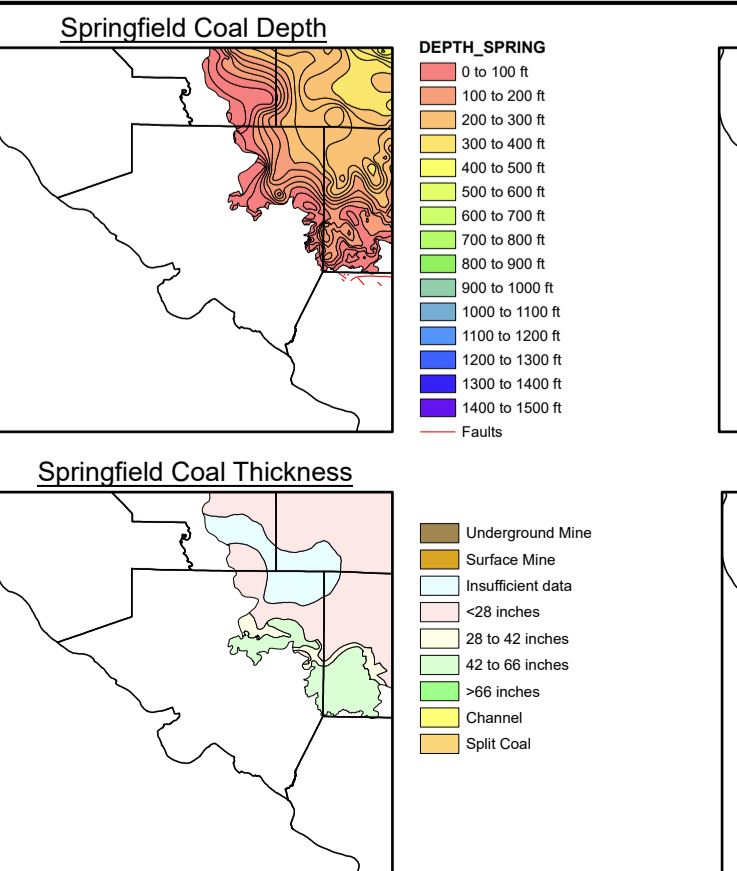 Springfield Coal Depth
DEPTH_SPRING
0 to 100 ft
100 to 200 ft
200 to 300 ft
300 to 400 ft
400 to 500 ft
500 to 600 ft
600 to 700 ft
700 to 800 ft
800 to 900 ft
900 to 1000 ft
1000 to 1100 ft
1100 to 1200 ft
1200 to 1300 ft
1300 to 1400 ft
1400 to 1500 ft
Faults
Springfield Coal Thickness
Underground Mine
Surface Mine
Insufficient data
<28 inches
28 to 42 inches
42 to 66 inches
>66 inches
Channel
Split Coal